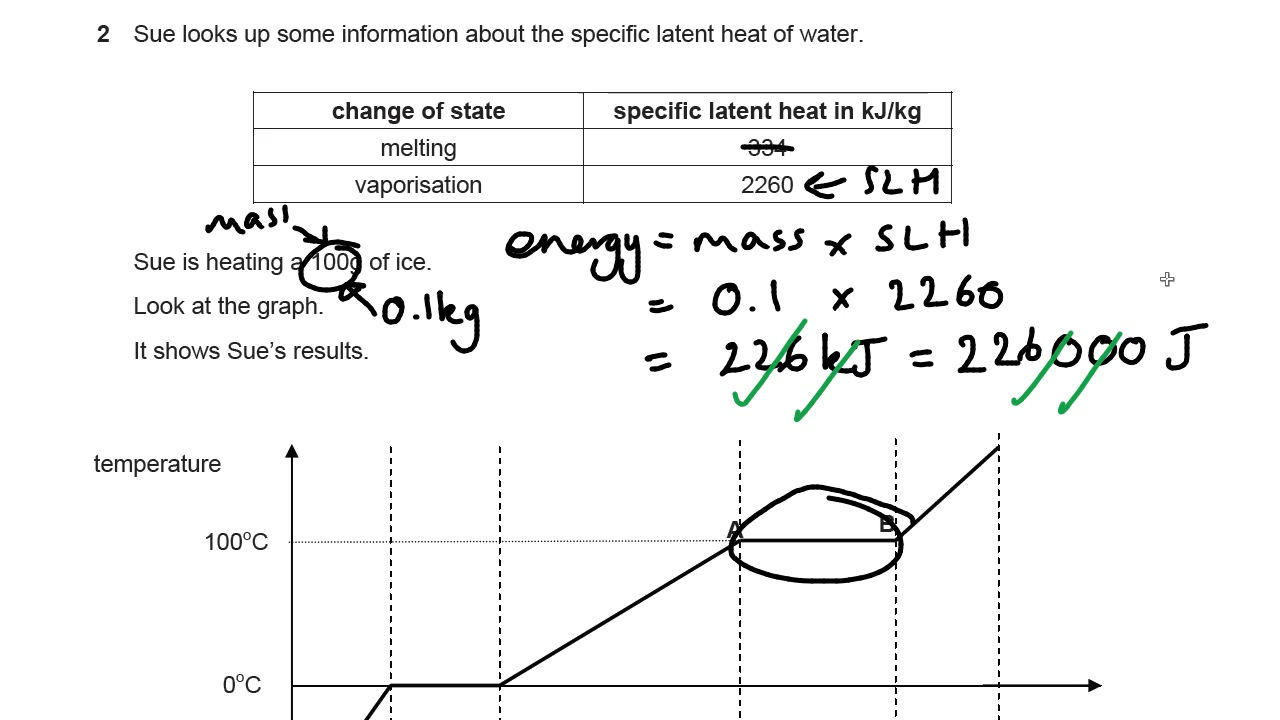 2 Sue looks up some information about the specific latent heat of water.
change of state specific latent heat in kJ/kg
melting 334
vaporisation 2260 ← SLH
mass
energy = mass x SLH
Sue is heating a 100g of ice.
= 0.1 x 2260
Look at the graph. 0.1kg
It shows Sue's results.
= 226kJ = 226000 J
temperature
A B
100°C
0°C